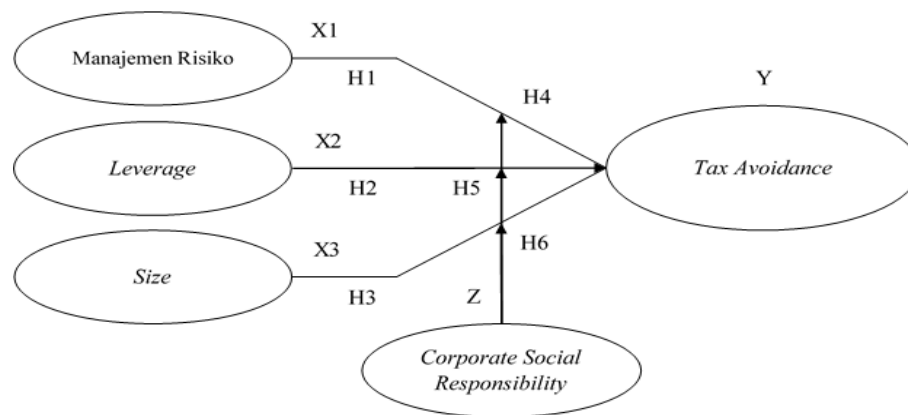 X1
Manajemen Risiko
H1
H4
Y
X2
Leverage
H2
H5
Tax Avoidance
X3
H6
Size
H3
Z
Corporate Social
Responsibility